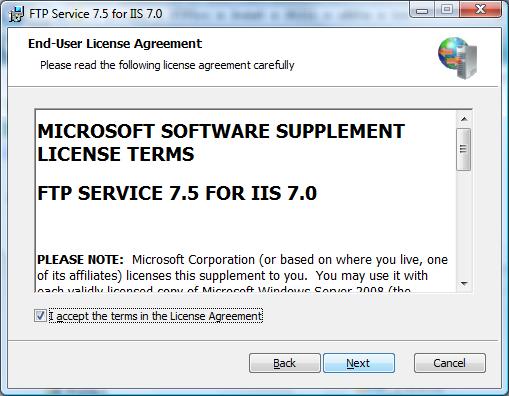 FTP Service 7.5 for IIS 7.0
End-User License Agreement
Please read the following license agreement carefully
MICROSOFT SOFTWARE SUPPLEMENT
LICENSE TERMS
FTP SERVICE 7.5 FOR IIS 7.0
PLEASE NOTE: Microsoft Corporation (or based on where you live, one
of its affiliates) licenses this supplement to you. You may use it with
each validly licensed copy of Microsoft Windows Server 2008 (the
I accept the terms in the License Agreement
Back Next Cancel